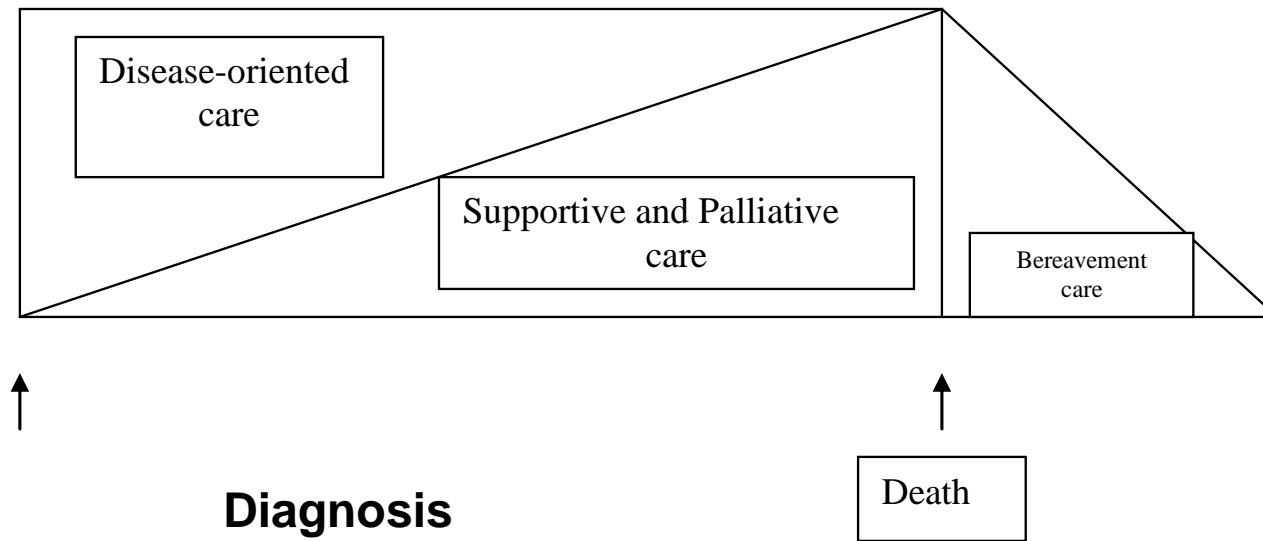 Disease-oriented
care
Supportive and Palliative
care
Bereavement
care
Death
Diagnosis